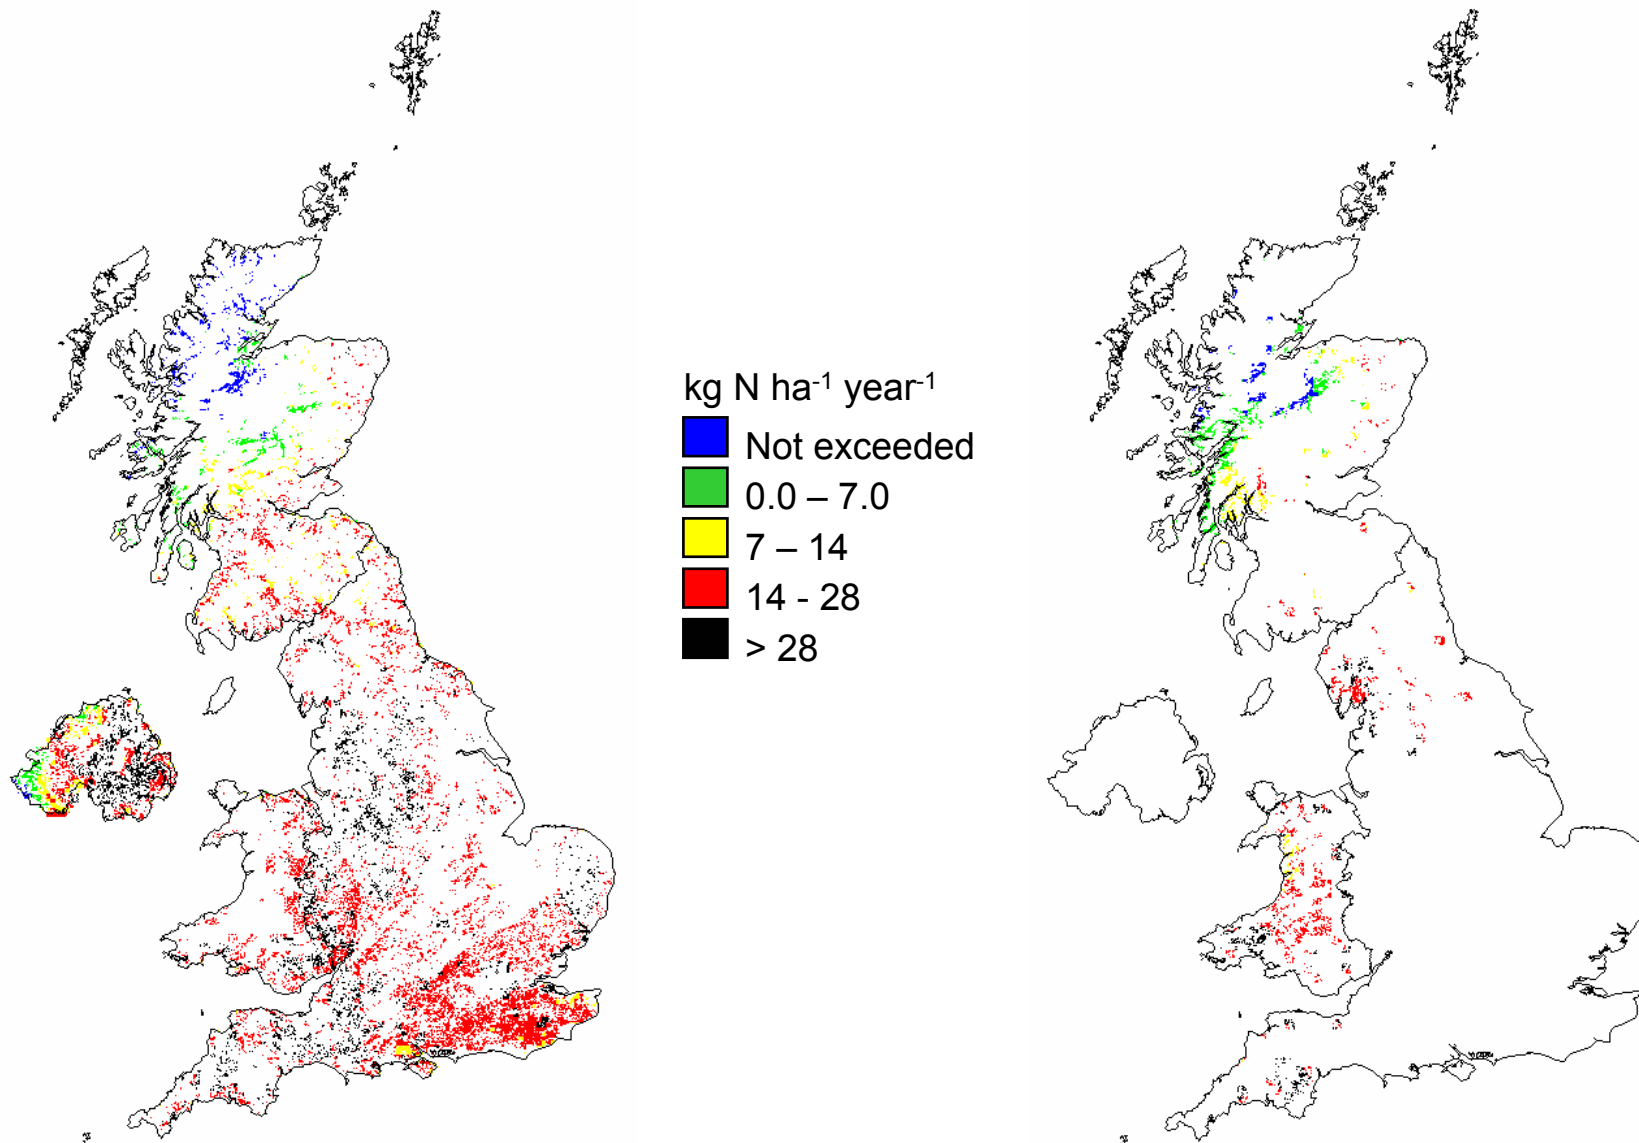 kg N ha⁻¹ year⁻¹
Not exceeded
0.0 – 7.0
7 – 14
14 - 28
> 28